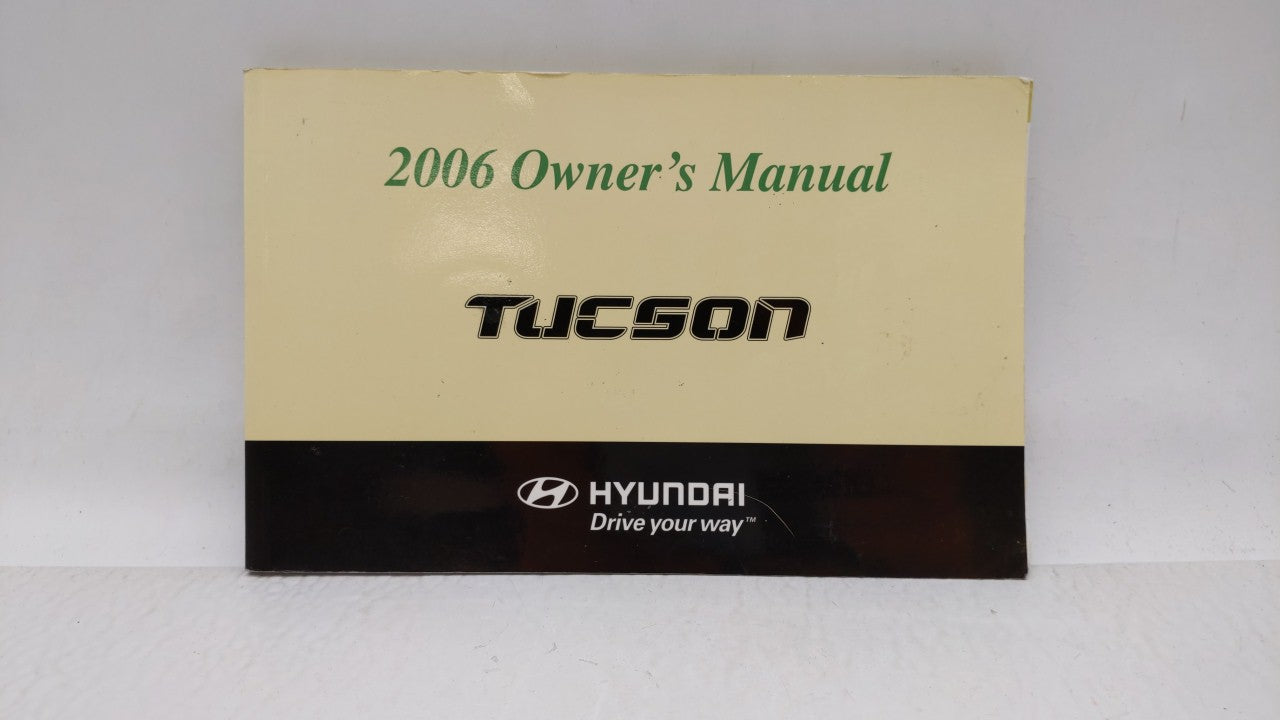 2006 Owner's Manual
TUCSON
HYUNDAI
Drive your way™